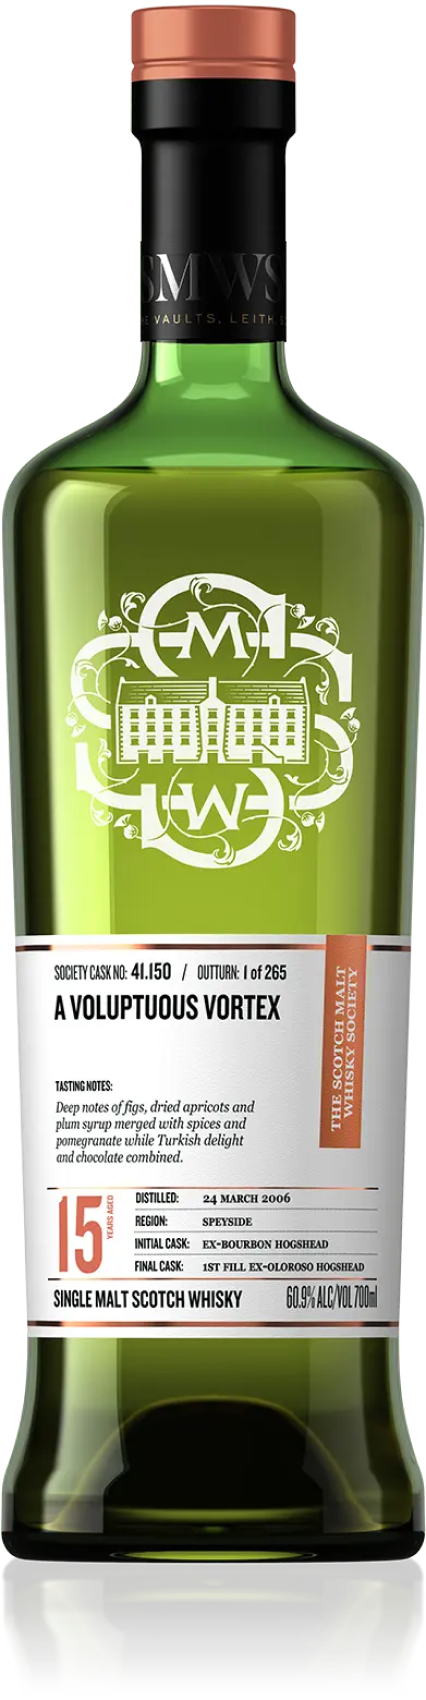 SMWS
THE VAULTS, LEITH,
M
W
SOCIETY CASK NO: 41.150 / OUTTURN: 1 of 265
A VOLUPTUOUS VORTEX
THE SCOTCH MALT
WHISKY SOCIETY
TASTING NOTES:
Deep notes of figs, dried apricots and
plum syrup merged with spices and
pomegranate while Turkish delight
and chocolate combined.
15
YEARS AGED
DISTILLED: 24 MARCH 2006
REGION: SPEYSIDE
INITIAL CASK: EX-BOURBON HOGSHEAD
FINAL CASK: 1ST FILL EX-OLOROSO HOGSHEAD
SINGLE MALT SCOTCH WHISKY 60.9% ALC/VOL 700ml